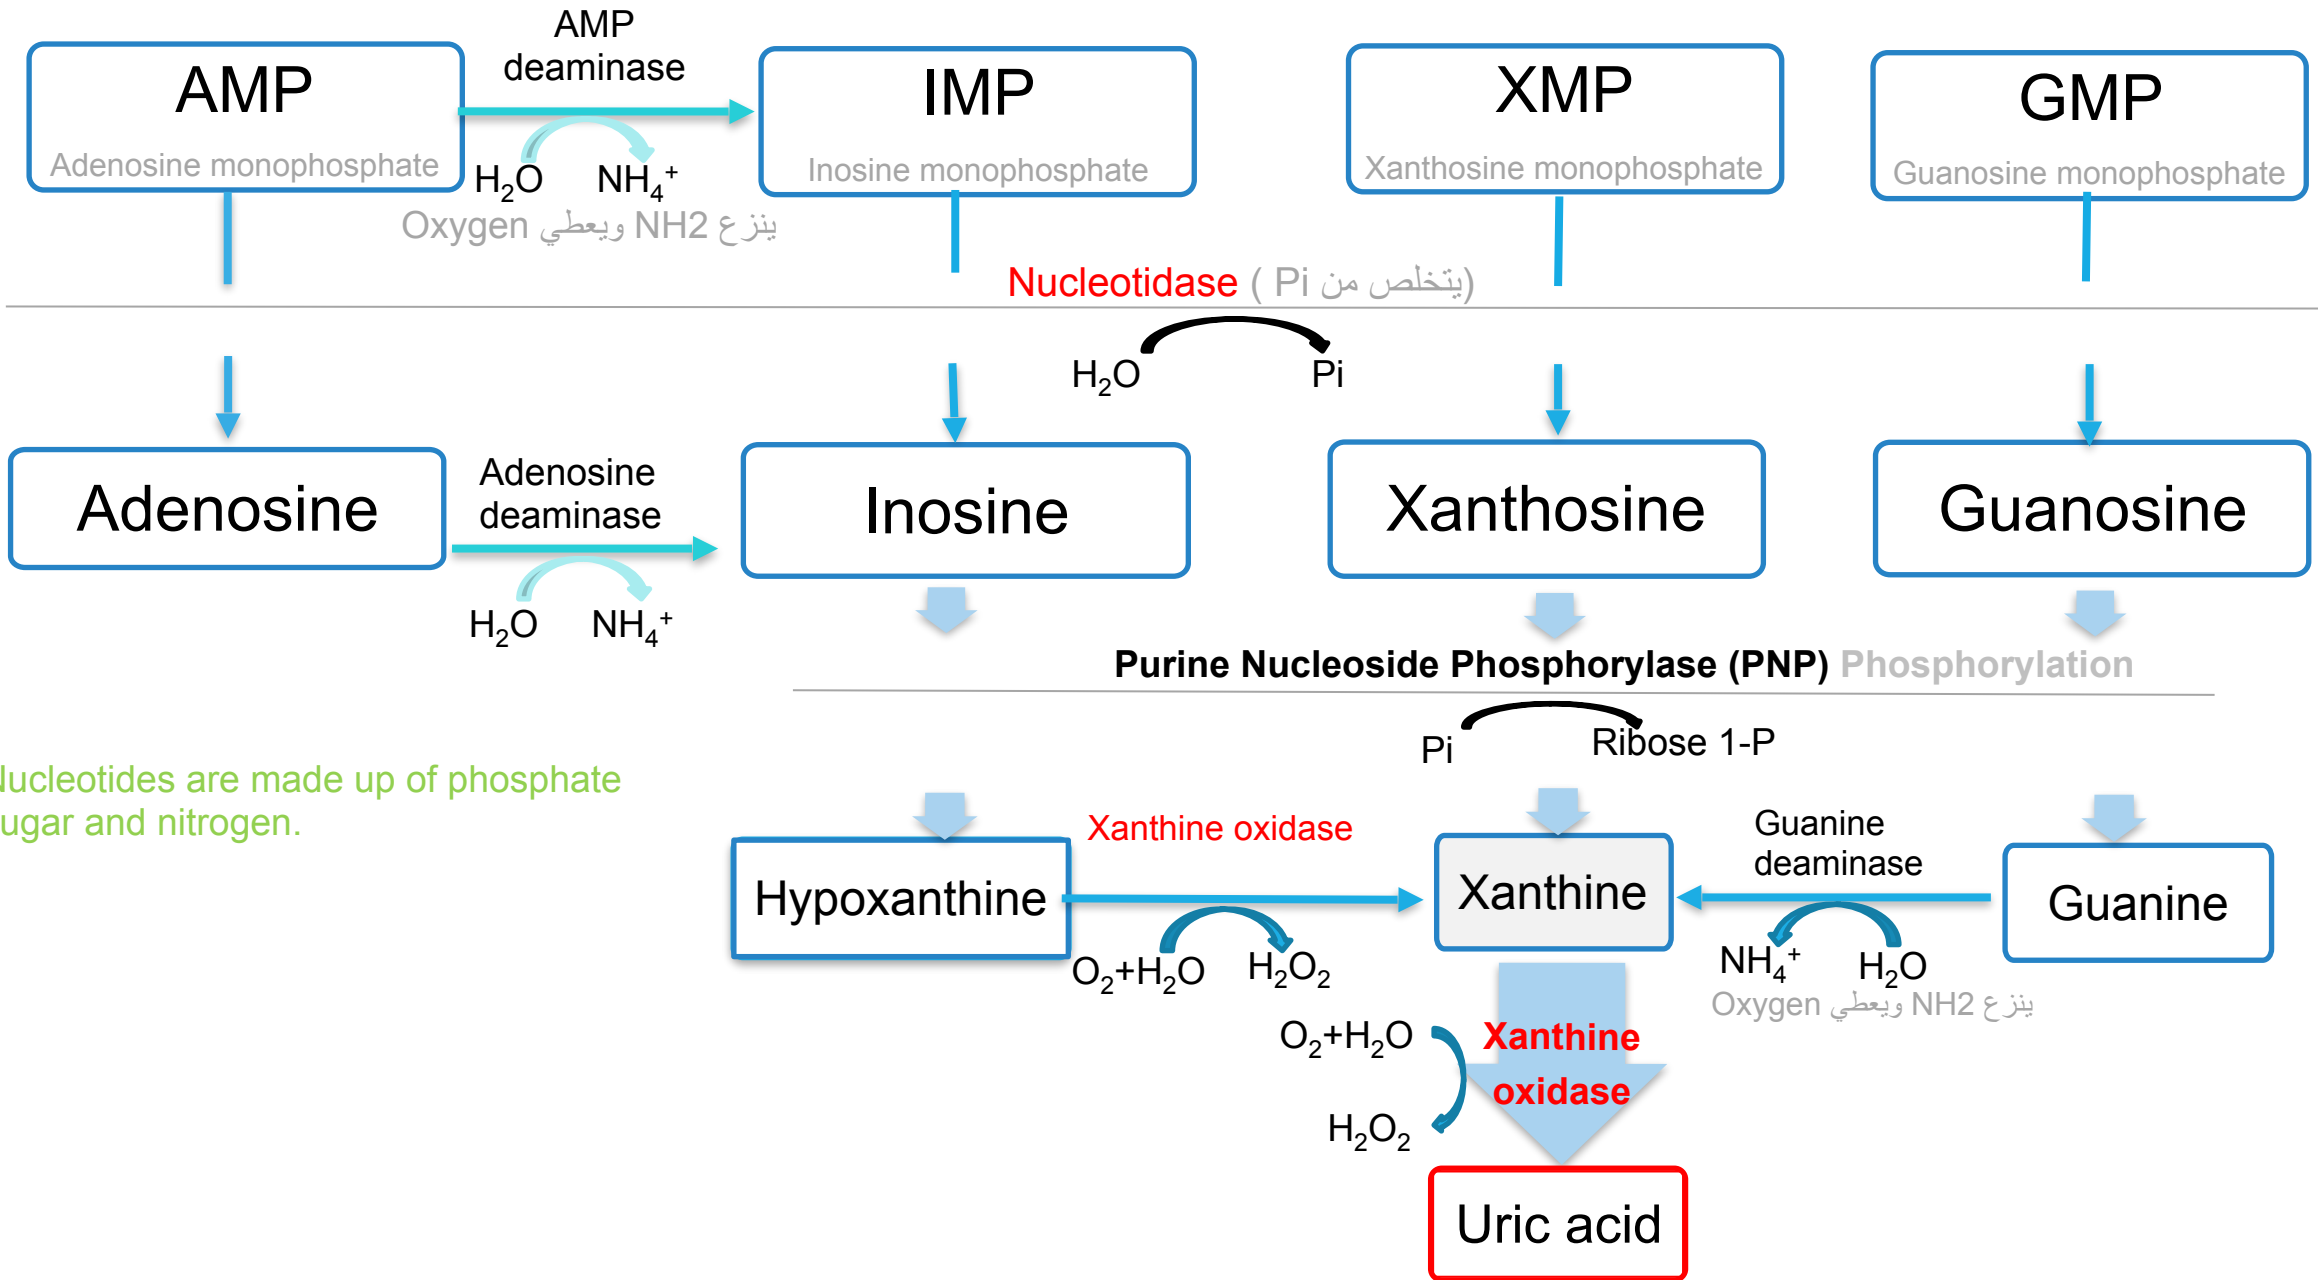 AMP
deaminase
AMP
Adenosine monophosphate
IMP
Inosine monophosphate
XMP
Xanthosine monophosphate
GMP
Guanosine monophosphate
H₂O NH₄⁺
ينزع NH2 ويعطي Oxygen
Nucleotidase ( Pi يتخلص من)
H₂O Pi
Adenosine
Adenosine
deaminase
Inosine
Xanthosine
Guanosine
H₂O NH₄⁺
Purine Nucleoside Phosphorylase (PNP) Phosphorylation
Pi Ribose 1-P
ucleotides are made up of phosphate
ugar and nitrogen.
Hypoxanthine
Xanthine oxidase
Xanthine
Guanine
deaminase
Guanine
O₂+H₂O H₂O₂
NH₄⁺ H₂O
ينزع NH2 ويعطي Oxygen
O₂+H₂O
Xanthine
oxidase
H₂O₂
Uric acid